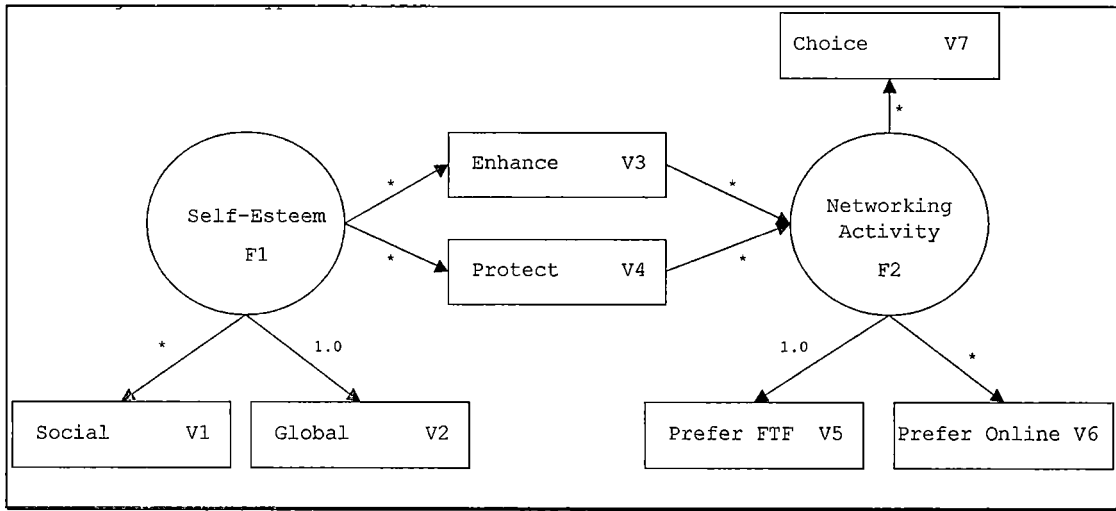 Choice V7
Enhance V3
*
*
*
Self-Esteem
F1
Networking
Activity
F2
*
Protect V4
*
*
1.0
1.0
*
Social V1
Global V2
Prefer FTF V5
Prefer Online V6